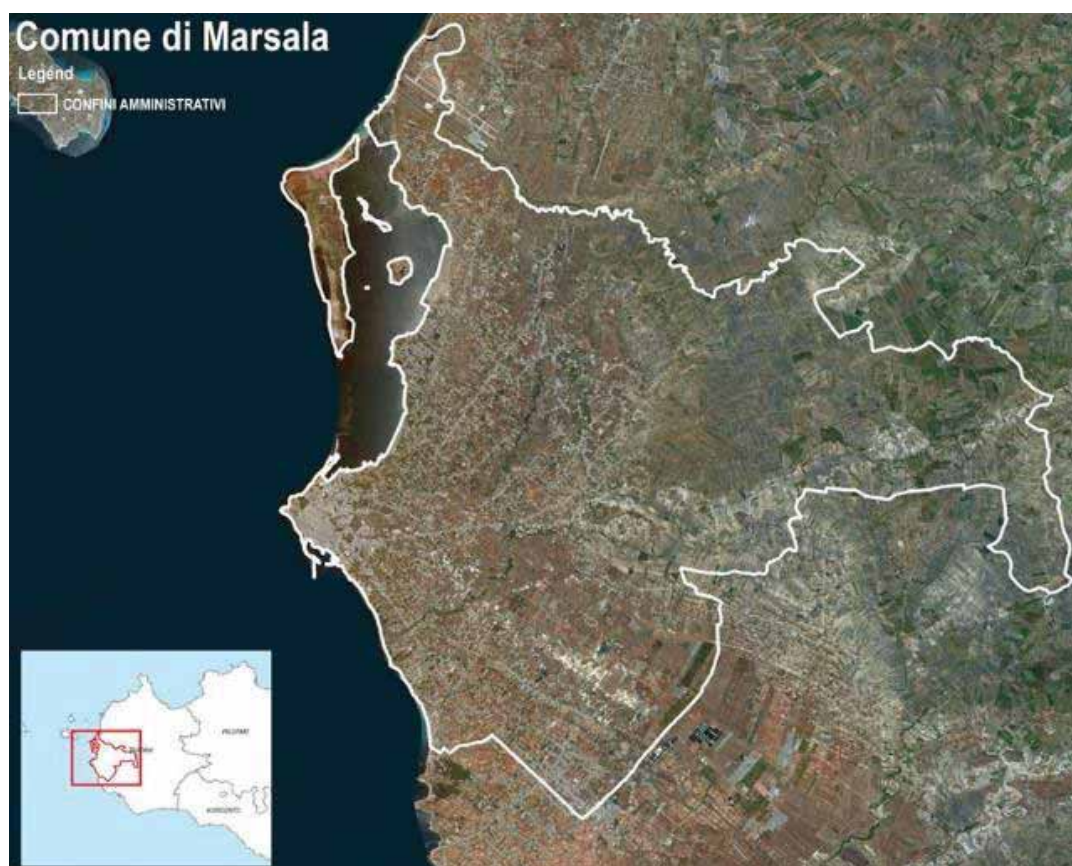 Comune di Marsala
Legend
CONFINI AMMINISTRATIVI
PALERMO
AGRIGENTO